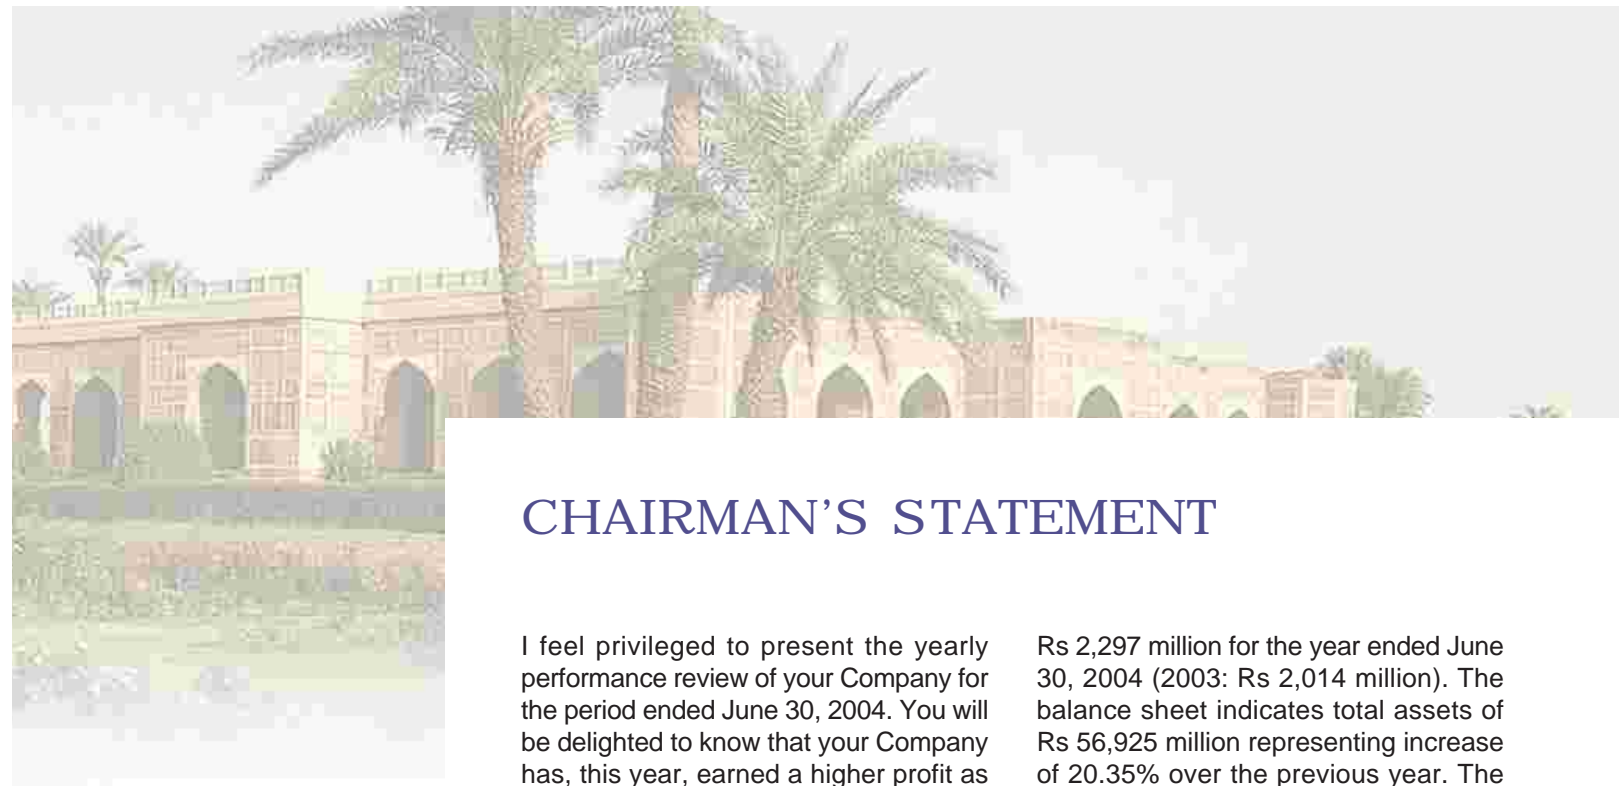 CHAIRMAN’S STATEMENT
I feel privileged to present the yearly
performance review of your Company for
the period ended June 30, 2004. You will
be delighted to know that your Company
has, this year, earned a higher profit as
Rs 2,297 million for the year ended June
30, 2004 (2003: Rs 2,014 million). The
balance sheet indicates total assets of
Rs 56,925 million representing increase
of 20.35% over the previous year. The